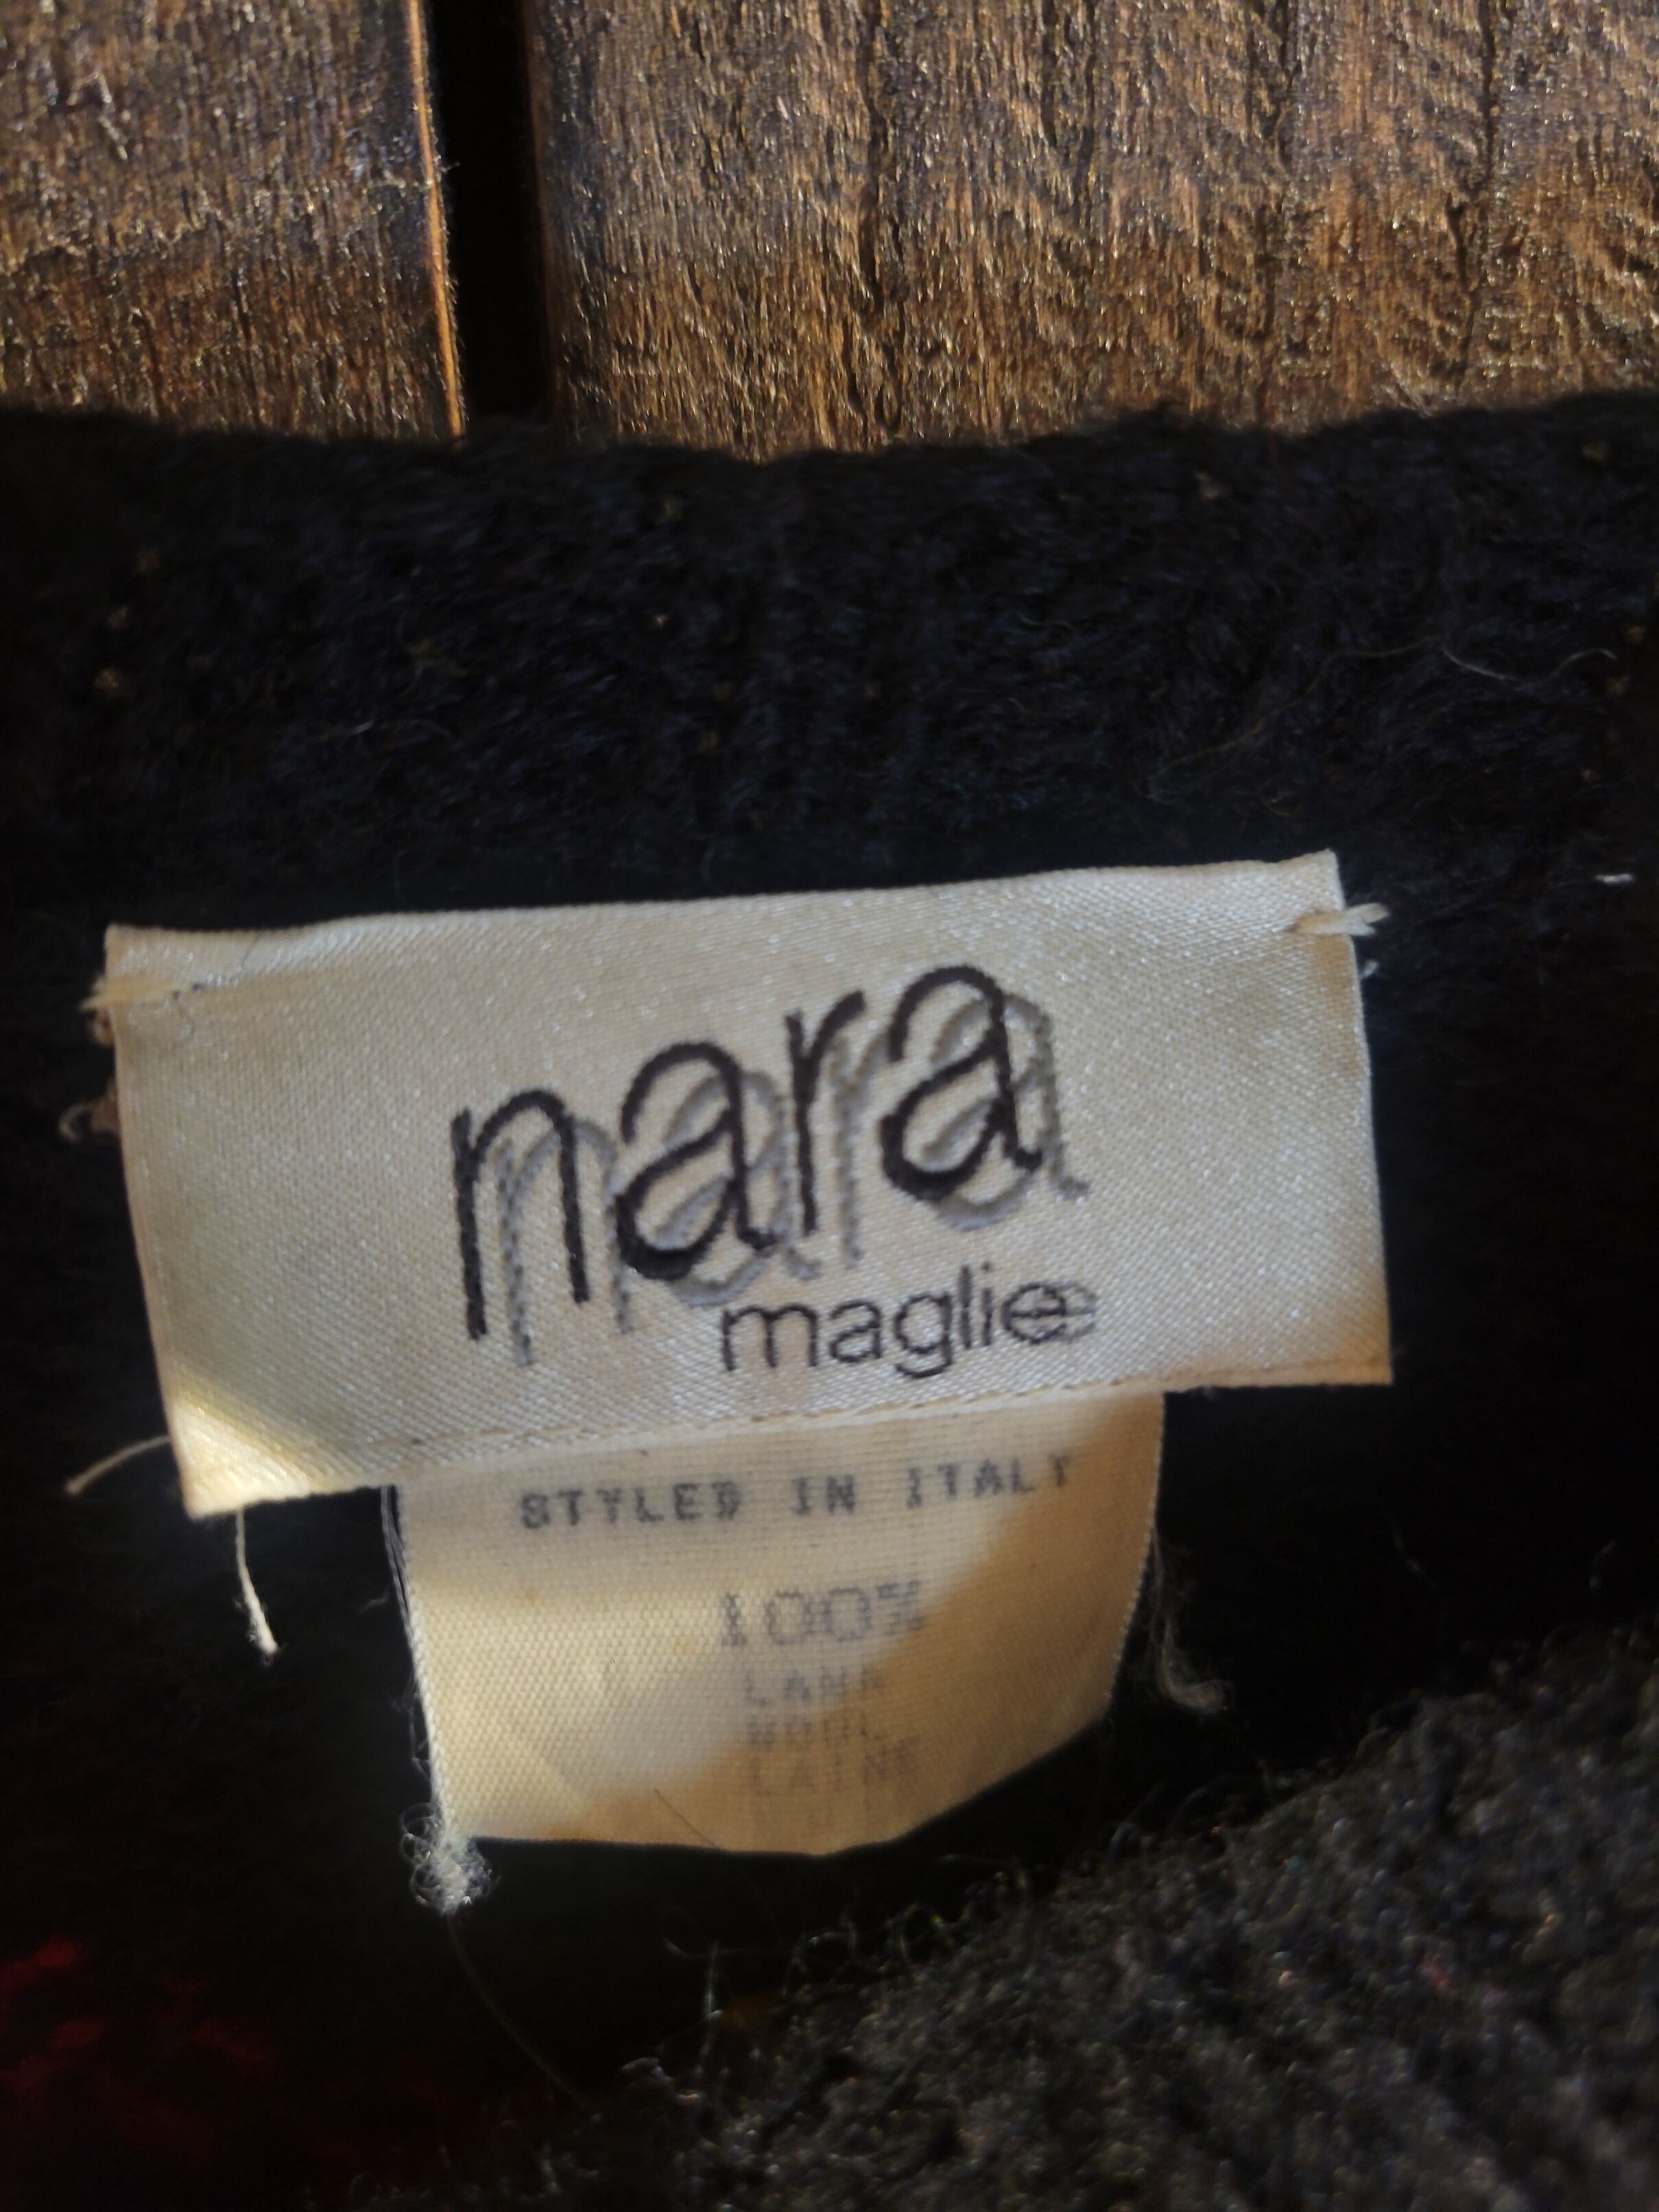 nara
maglie
STYLED IN ITALY
100%
LANA
WOOL
LAINE